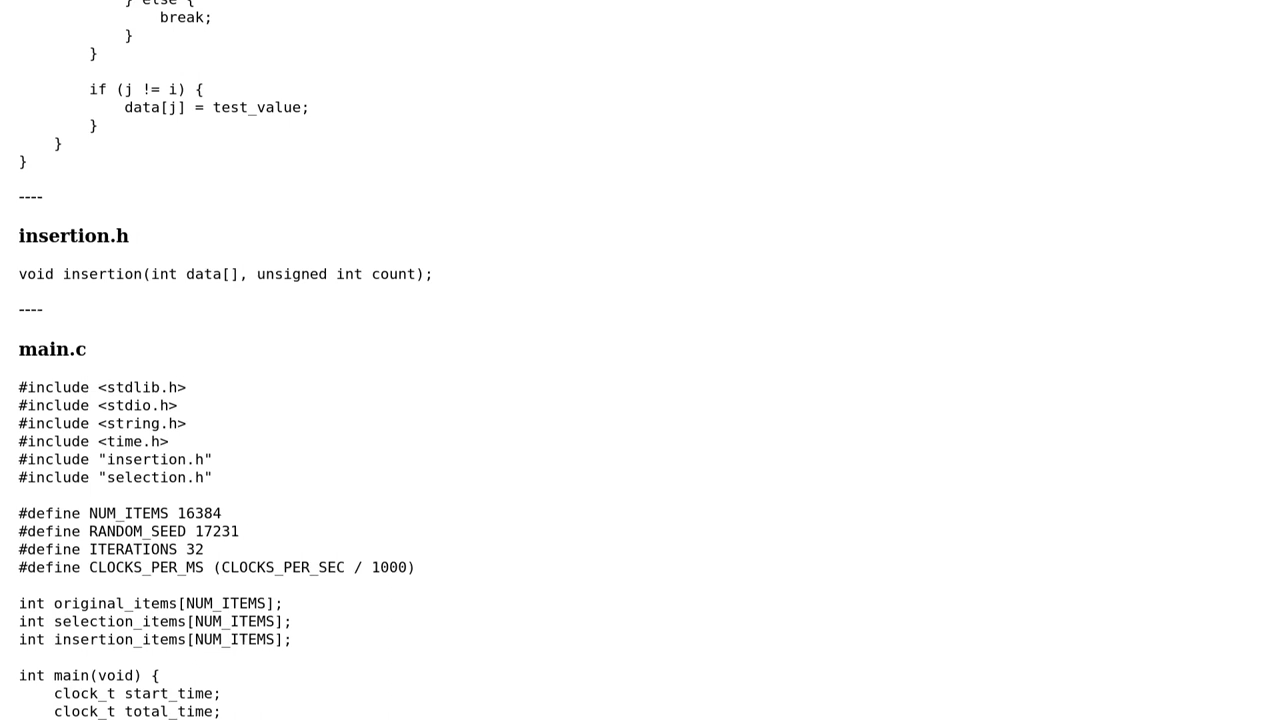 } else {
break;
}
}
if (j != i) {
data[j] = test_value;
}
}
}
----
insertion.h
void insertion(int data[], unsigned int count);
----
main.c
#include <stdlib.h>
#include <stdio.h>
#include <string.h>
#include <time.h>
#include "insertion.h"
#include "selection.h"
#define NUM_ITEMS 16384
#define RANDOM_SEED 17231
#define ITERATIONS 32
#define CLOCKS_PER_MS (CLOCKS_PER_SEC / 1000)
int original_items[NUM_ITEMS];
int selection_items[NUM_ITEMS];
int insertion_items[NUM_ITEMS];
int main(void) {
clock_t start_time;
clock_t total_time;